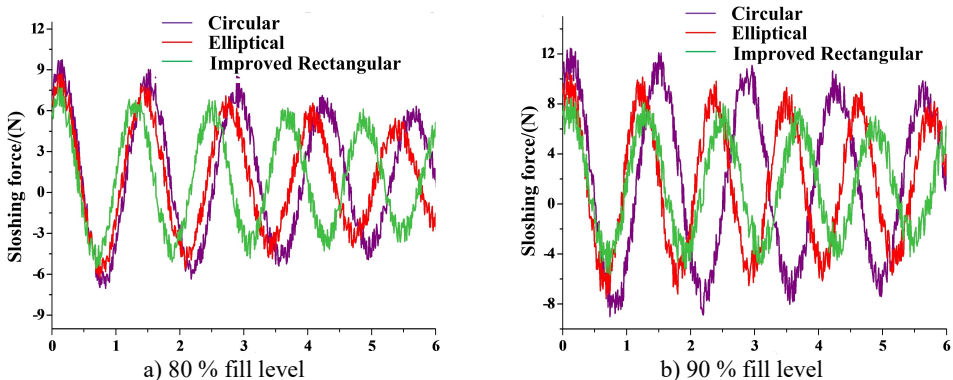 Circular
Elliptical
Improved Rectangular
Sloshing force/(N)
12
9
6
3
0
-3
-6
-9
0 1 2 3 4 5 6
a) 80 % fill level
Circular
Elliptical
Improved Rectangular
Sloshing force/(N)
12
8
4
0
-4
-8
0 1 2 3 4 5 6
b) 90 % fill level